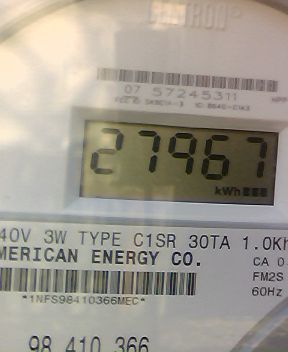 CENTRON®
07 57245311
27967
kWh
40V 3W TYPE C1SR 30TA 1.0Kh
MERICAN ENERGY CO.
CA 0
FM2S
60Hz
*1NFS98410366MEC*
98 410 366